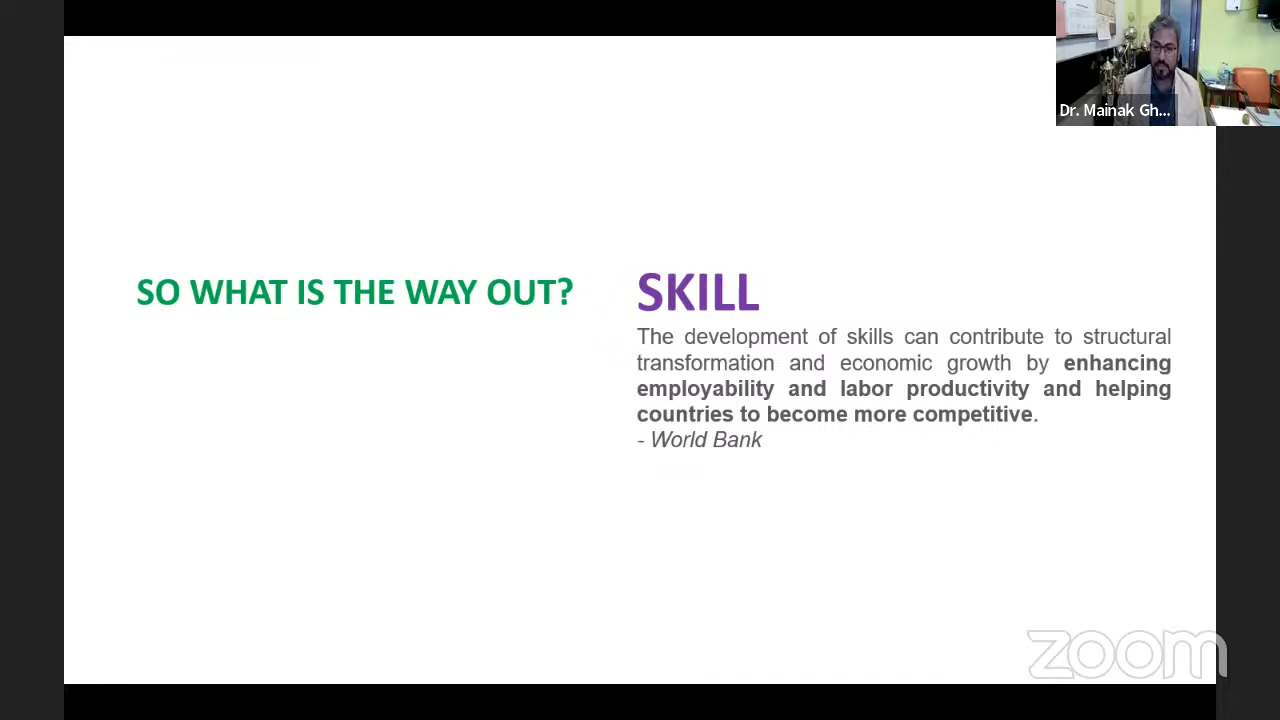 Dr. Mainak Gh...
SO WHAT IS THE WAY OUT?
SKILL
The development of skills can contribute to structural
transformation and economic growth by enhancing
employability and labor productivity and helping
countries to become more competitive.
- World Bank
zoom